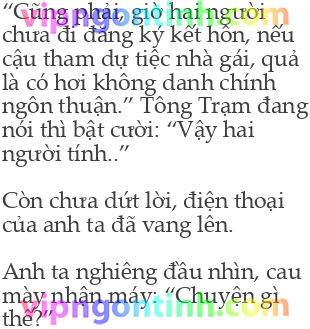 “Cũng phải, giờ hai người
chưa đi đăng ký kết hôn, nếu
cậu tham dự tiệc nhà gái, quả
là có hơi không danh chính
ngôn thuận.” Tông Trạm đang
nói thì bật cười: “Vậy hai
người tính..”
Còn chưa dứt lời, điện thoại
của anh ta đã vang lên.
Anh ta nghiêng đầu nhìn, cau
mày nhận máy: “Chuyện gì
thế?”
vipngontinh.com
vipngontinh.com